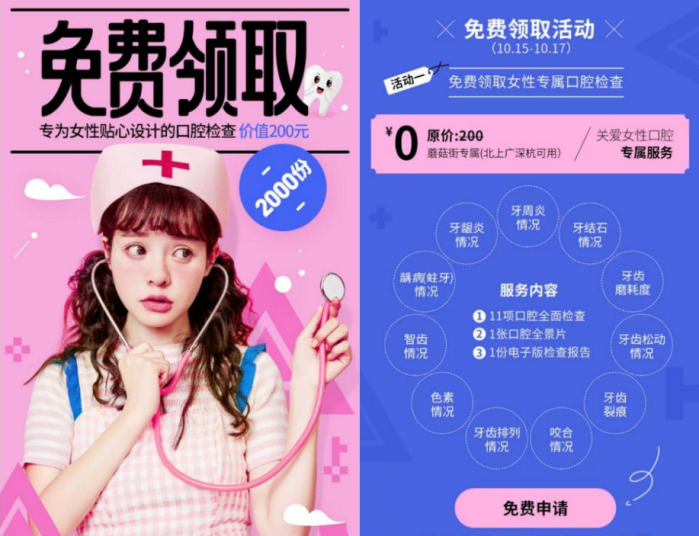 免费领取
专为女性贴心设计的口腔检查 价值200元
2000份
免费领取活动
(10.15-10.17)
活动一
免费领取女性专属口腔检查
¥0
原价:200
蘑菇街专属(北上广深杭可用)
关爱女性口腔
专属服务
牙周炎
情况
牙结石
情况
牙齿
磨耗度
牙齿松动
情况
牙齿
裂痕
咬合
情况
牙齿排列
情况
色素
情况
智齿
情况
龋病(蛀牙)
情况
牙龈炎
情况
服务内容
1 11项口腔全面检查
2 1张口腔全景片
3 1份电子版检查报告
免费申请